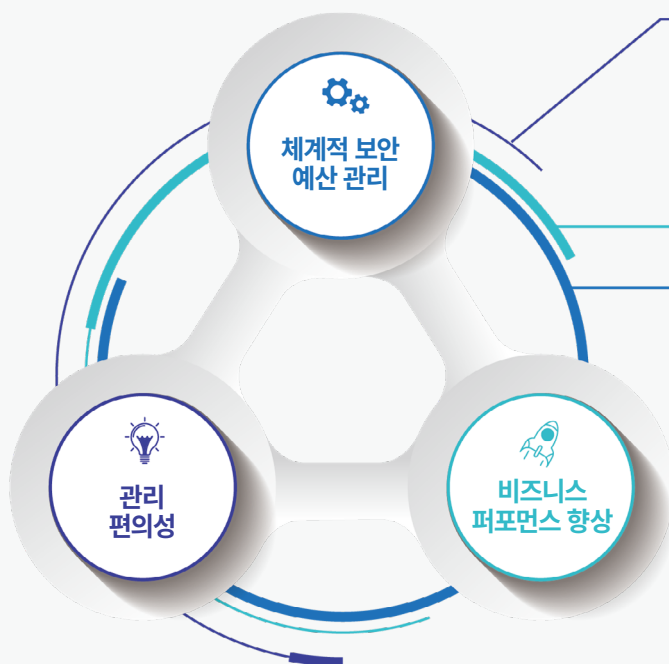 체계적 보안
예산 관리
관리
편의성
비즈니스
퍼포먼스 향상